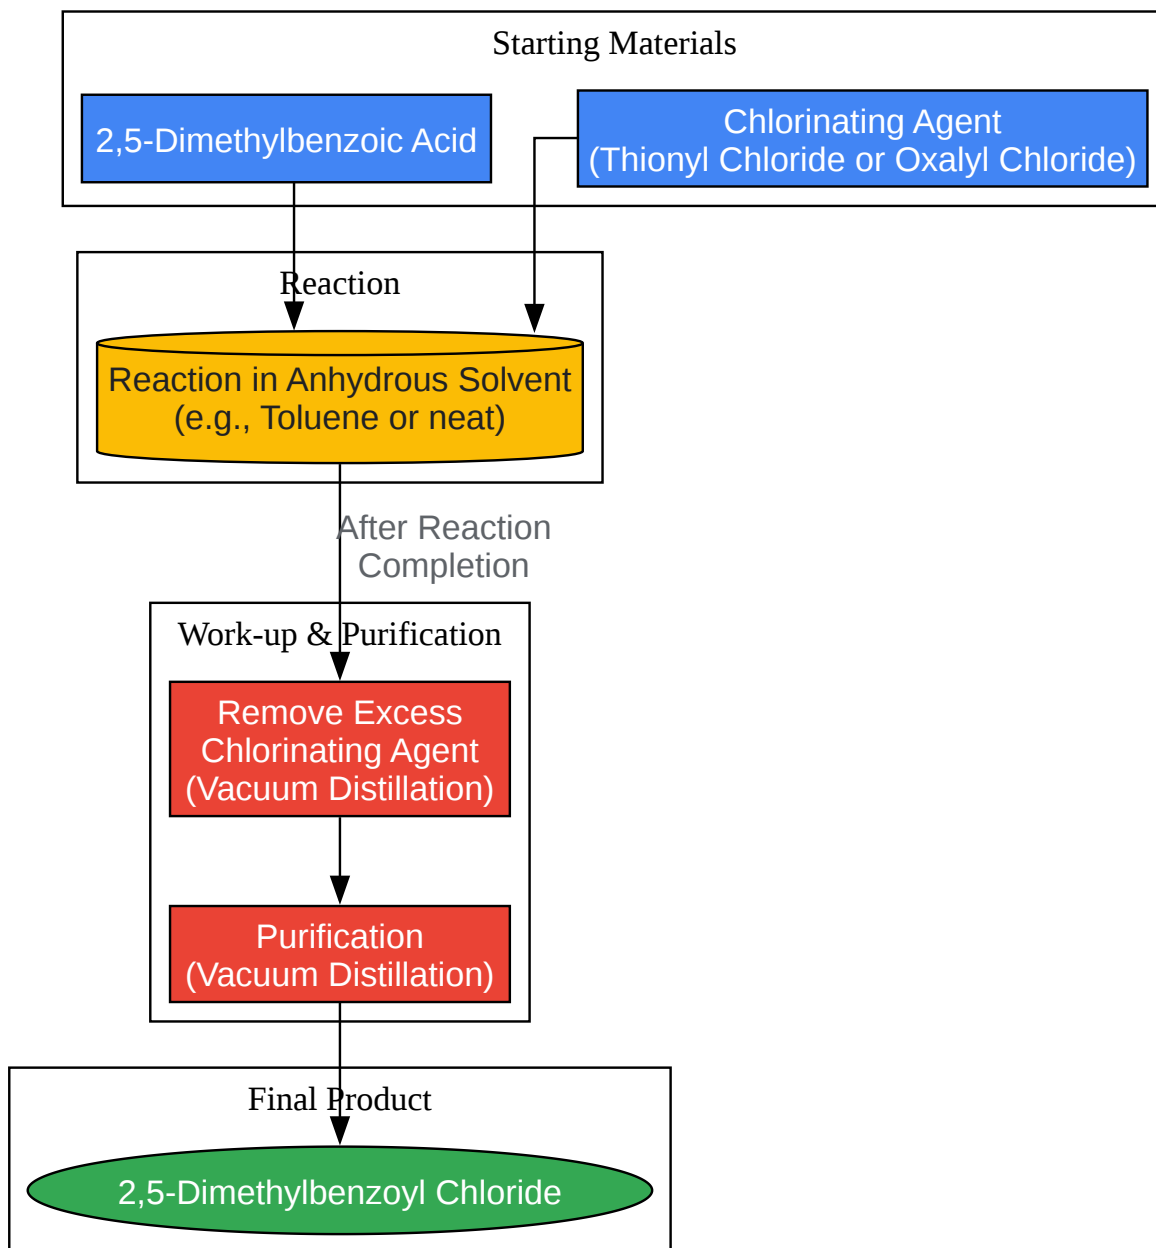 Starting Materials
2,5-Dimethylbenzoic Acid
Chlorinating Agent
(Thionyl Chloride or Oxalyl Chloride)
Reaction
Reaction in Anhydrous Solvent
(e.g., Toluene or neat)
After Reaction
Completion
Work-up & Purification
Remove Excess
Chlorinating Agent
(Vacuum Distillation)
Purification
(Vacuum Distillation)
Final Product
2,5-Dimethylbenzoyl Chloride